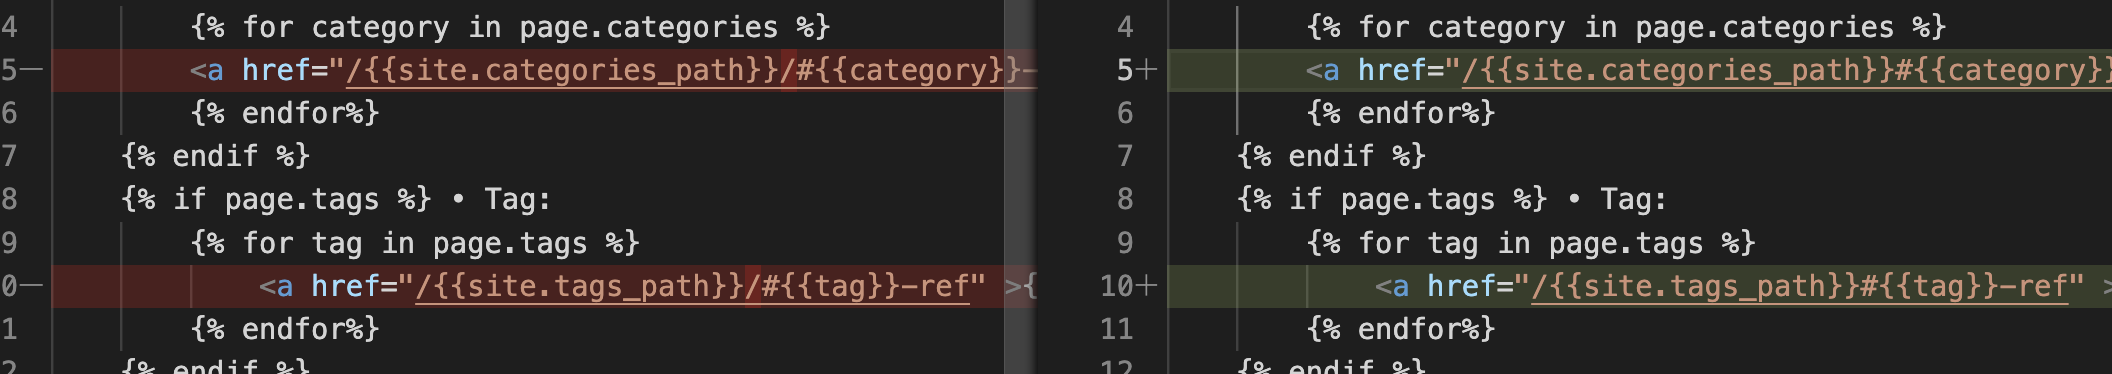 4 {% for category in page.categories %}
5— <a href="/{{site.categories_path}}/#{{category}}-
6 {% endfor%}
7 {% endif %}
8 {% if page.tags %} • Tag:
9 {% for tag in page.tags %}
0— <a href="/{{site.tags_path}}/#{{tag}}-ref" >{
1 {% endfor%}
2 {% endif %}
4 {% for category in page.categories %}
5+ <a href="/{{site.categories_path}}#{{category}}
6 {% endfor%}
7 {% endif %}
8 {% if page.tags %} • Tag:
9 {% for tag in page.tags %}
10+ <a href="/{{site.tags_path}}#{{tag}}-ref" >
11 {% endfor%}
12 {% endif %}